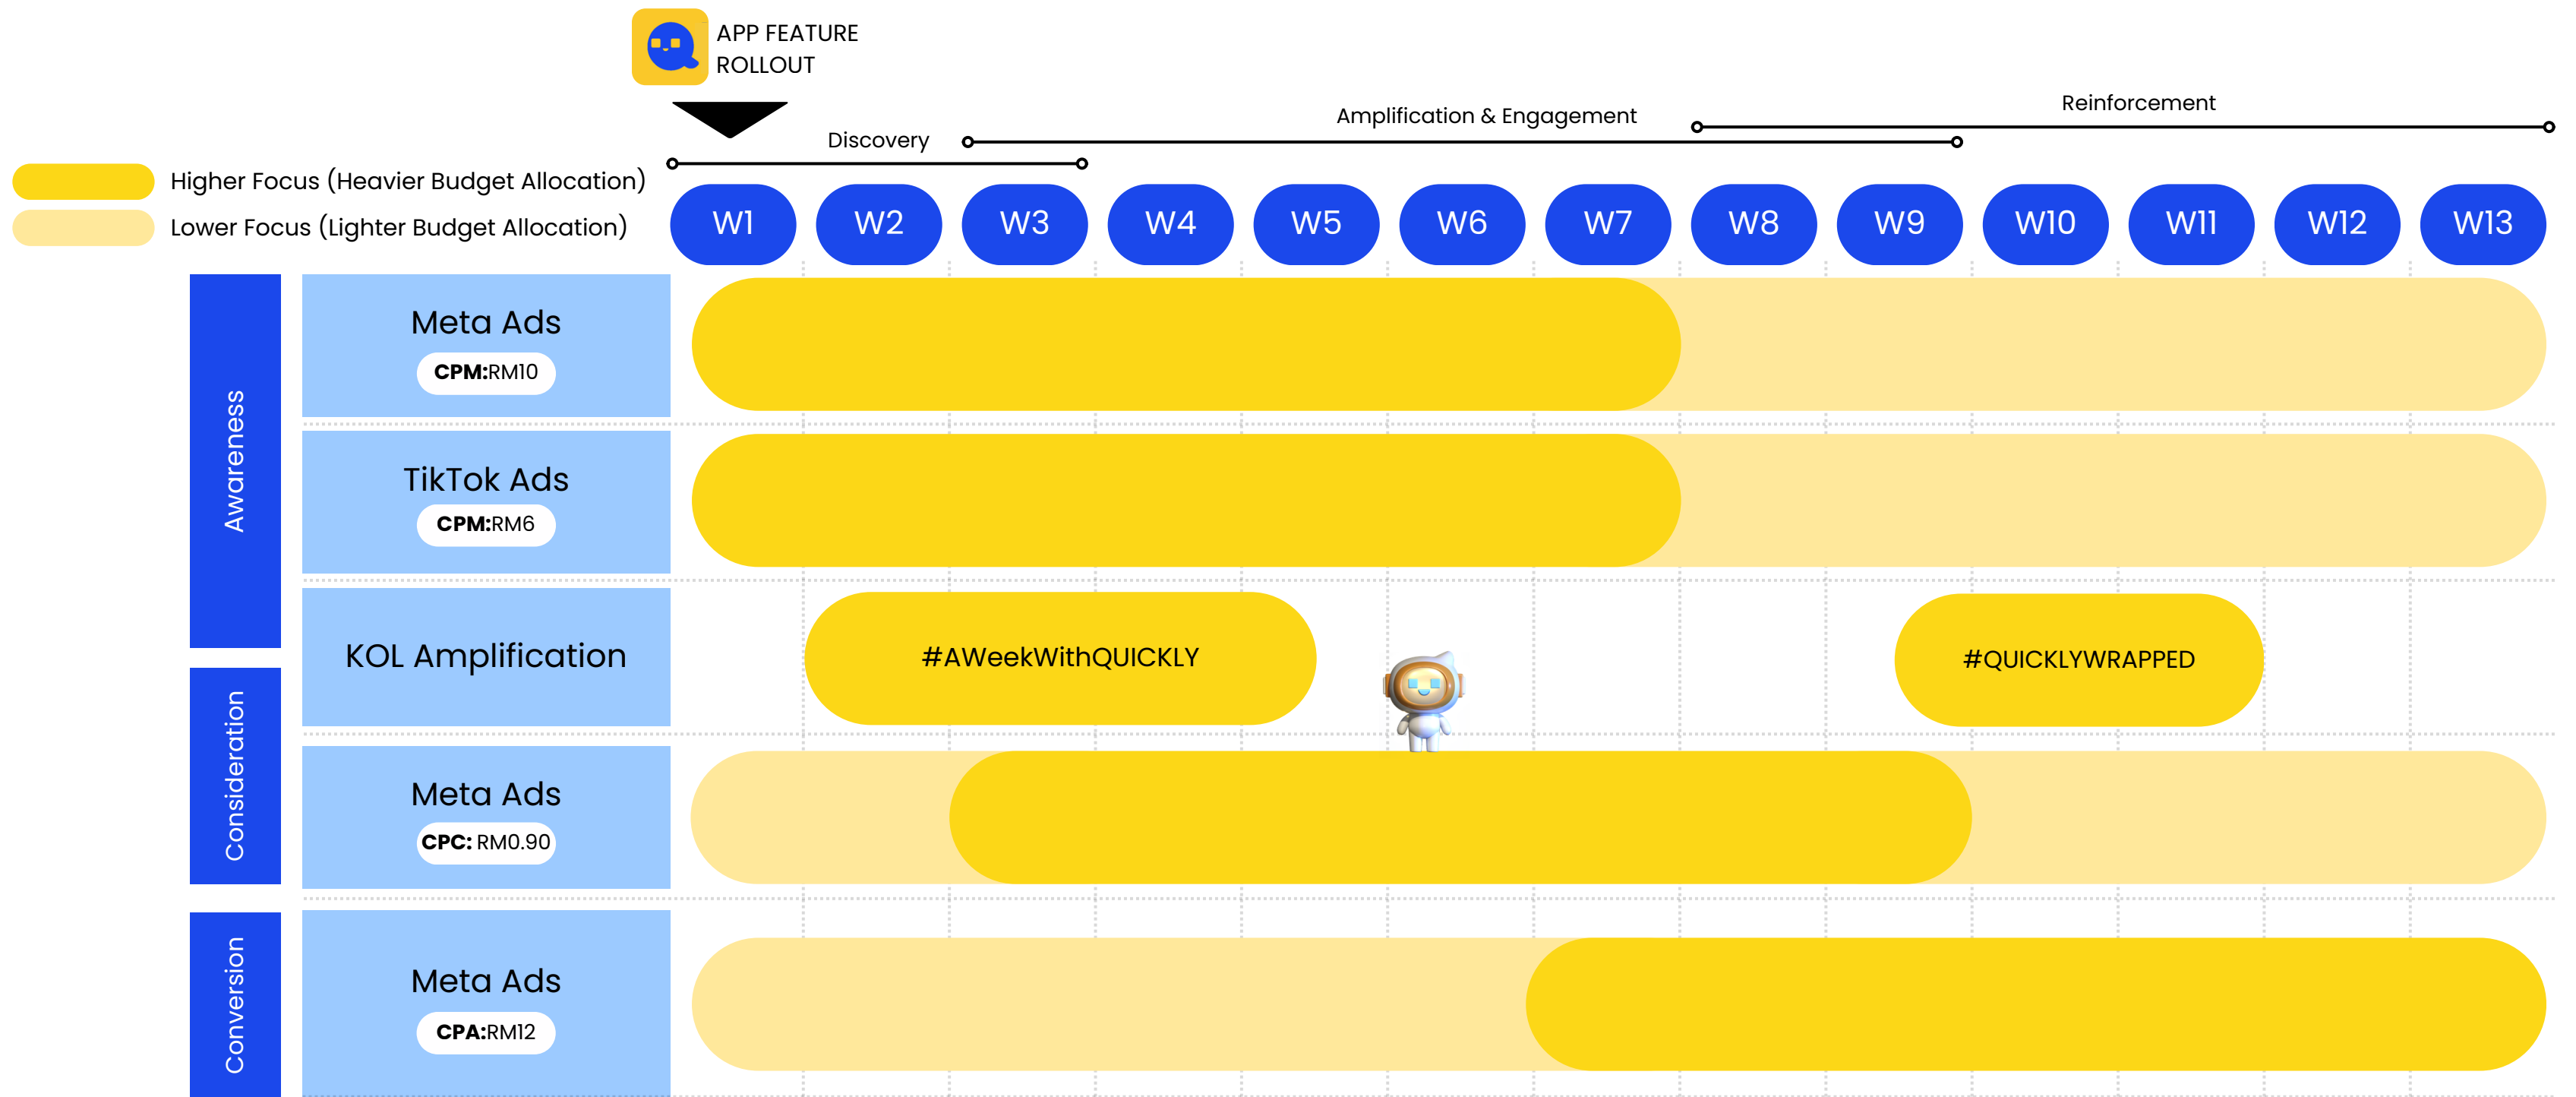 APP FEATURE
ROLLOUT
Discovery
Amplification & Engagement
Reinforcement
Higher Focus (Heavier Budget Allocation)
Lower Focus (Lighter Budget Allocation)
W1 W2 W3 W4 W5 W6 W7 W8 W9 W10 W11 W12 W13
Awareness
Meta Ads
CPM:RM10
TikTok Ads
CPM:RM6
KOL Amplification
#AWeekWithQUICKLY
#QUICKLYWRAPPED
Consideration
Meta Ads
CPC: RM0.90
Conversion
Meta Ads
CPA:RM12